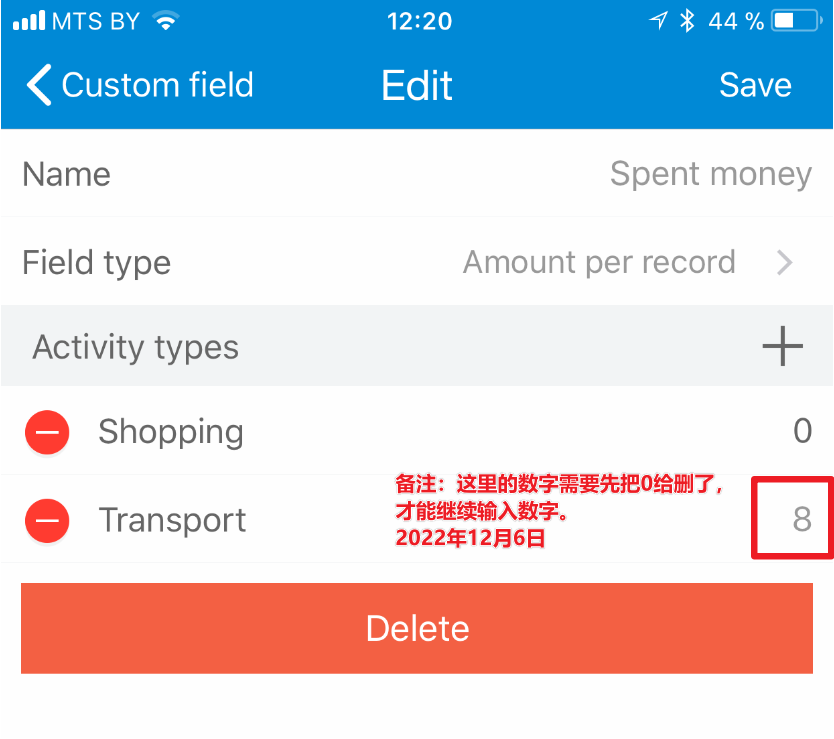 MTS BY 12:20 44 %
Custom field Edit Save
Name Spent money
Field type Amount per record
Activity types
Shopping 0
备注：这里的数字需要先把0给删了，
才能继续输入数字。
2022年12月6日
Transport 8
Delete